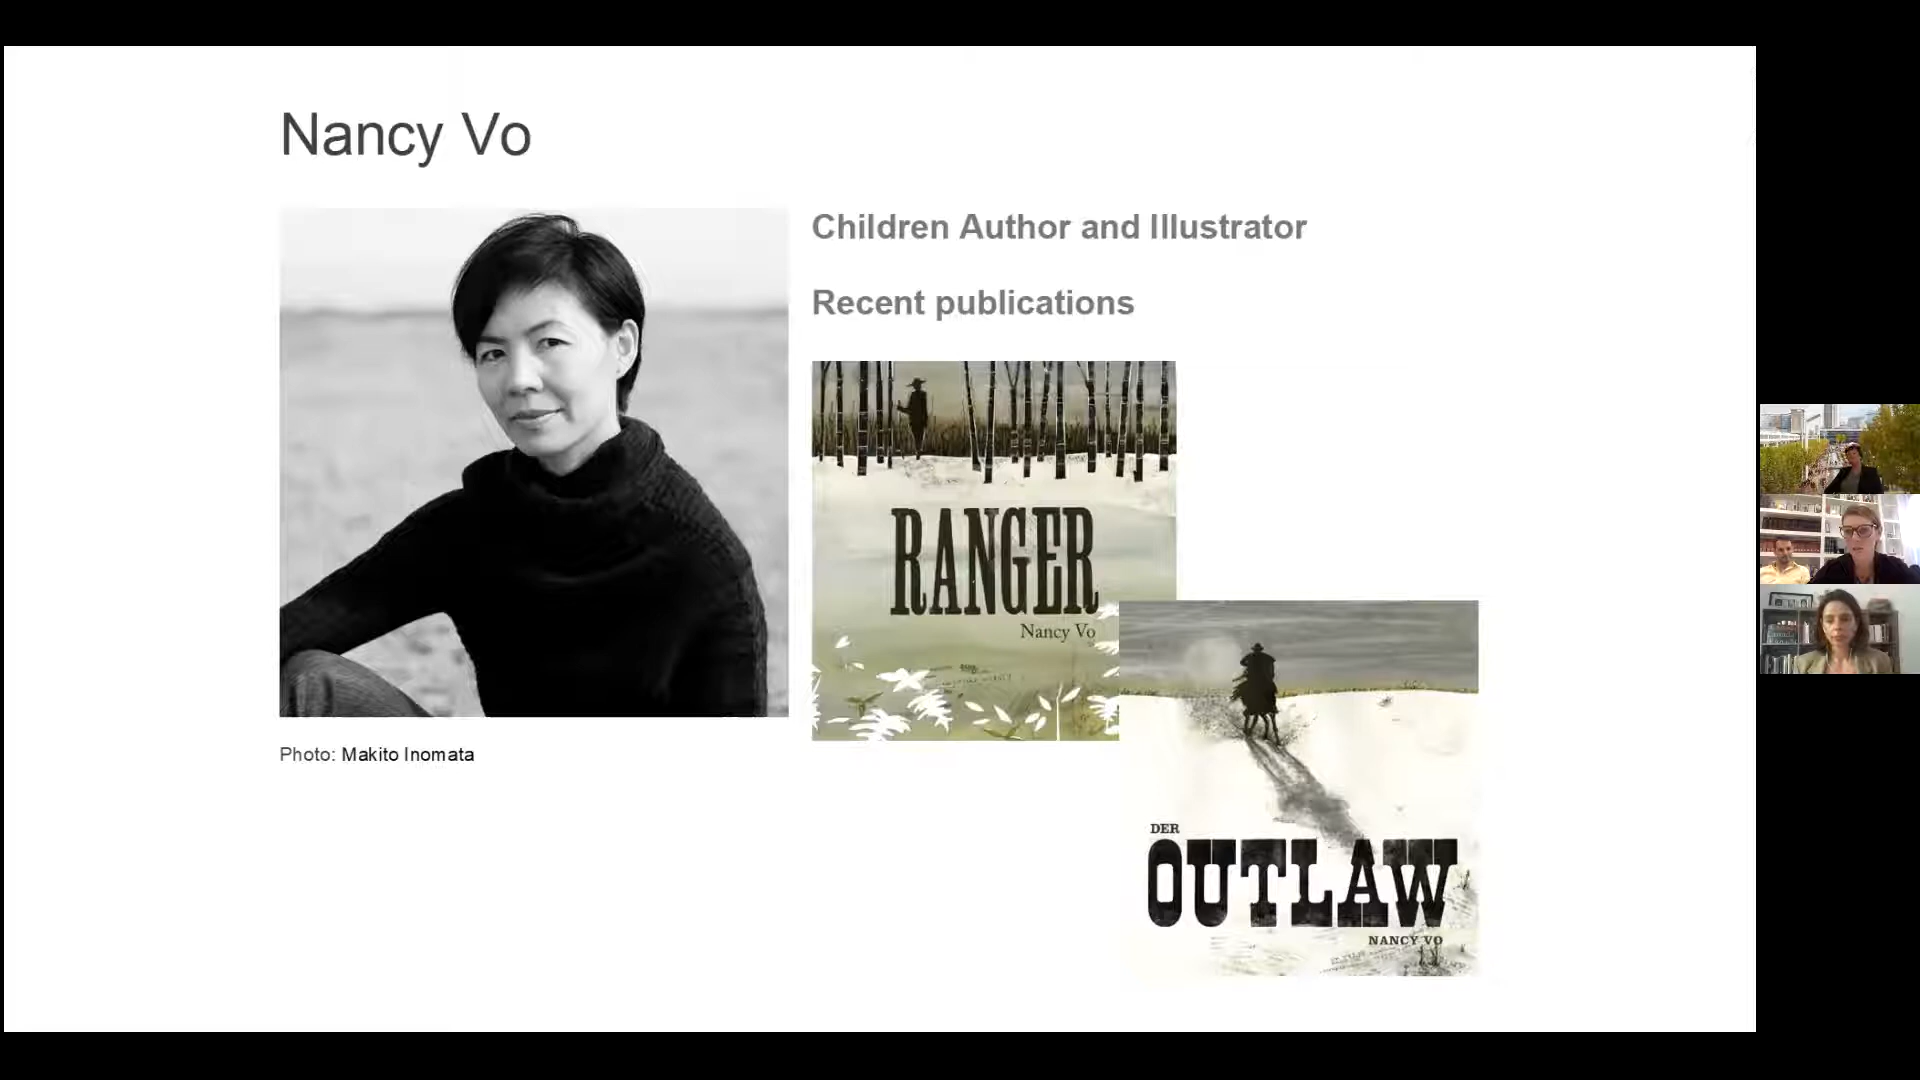 Nancy Vo
Children Author and Illustrator
Recent publications
RANGER
Nancy Vo
DER
OUTLAW
NANCY VO
Photo: Makito Inomata